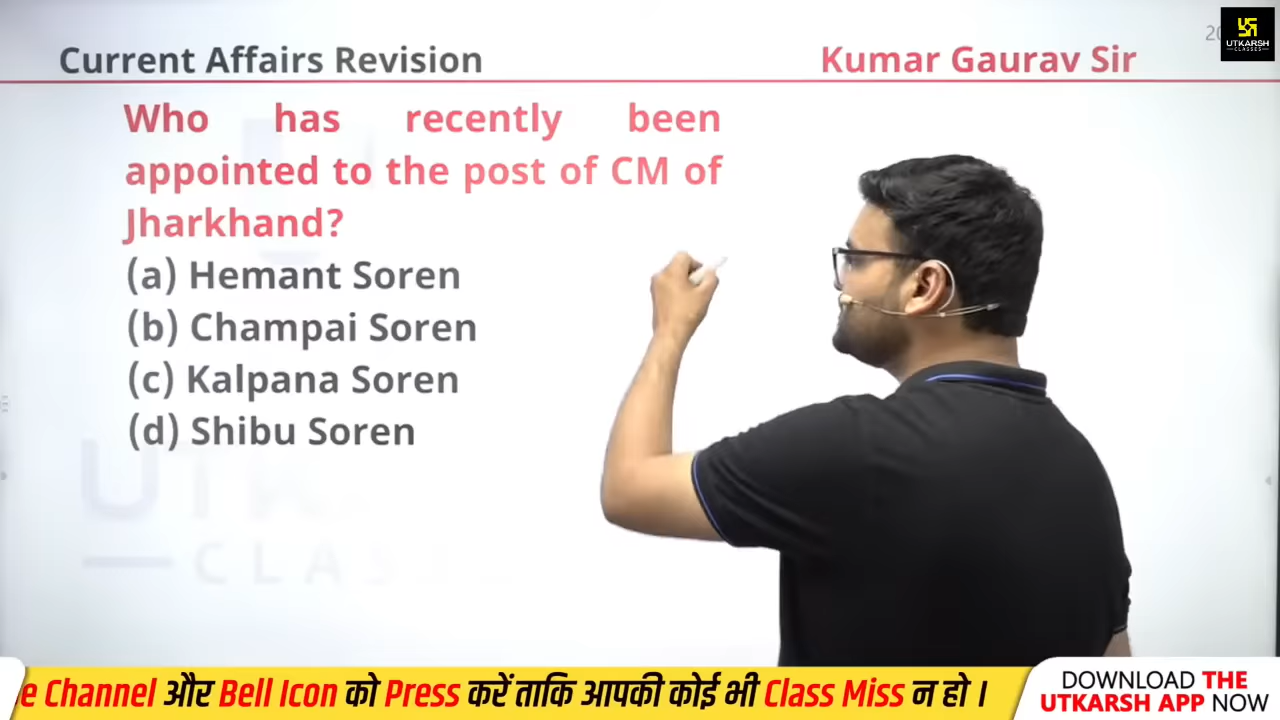 Current Affairs Revision
Kumar Gaurav Sir
UTKARSH
CLASSES
Who has recently been
appointed to the post of CM of
Jharkhand?
(a) Hemant Soren
(b) Champai Soren
(c) Kalpana Soren
(d) Shibu Soren
e Channel और Bell Icon को Press करें ताकि आपकी कोई भी Class Miss न हो ।
DOWNLOAD THE
UTKARSH APP NOW